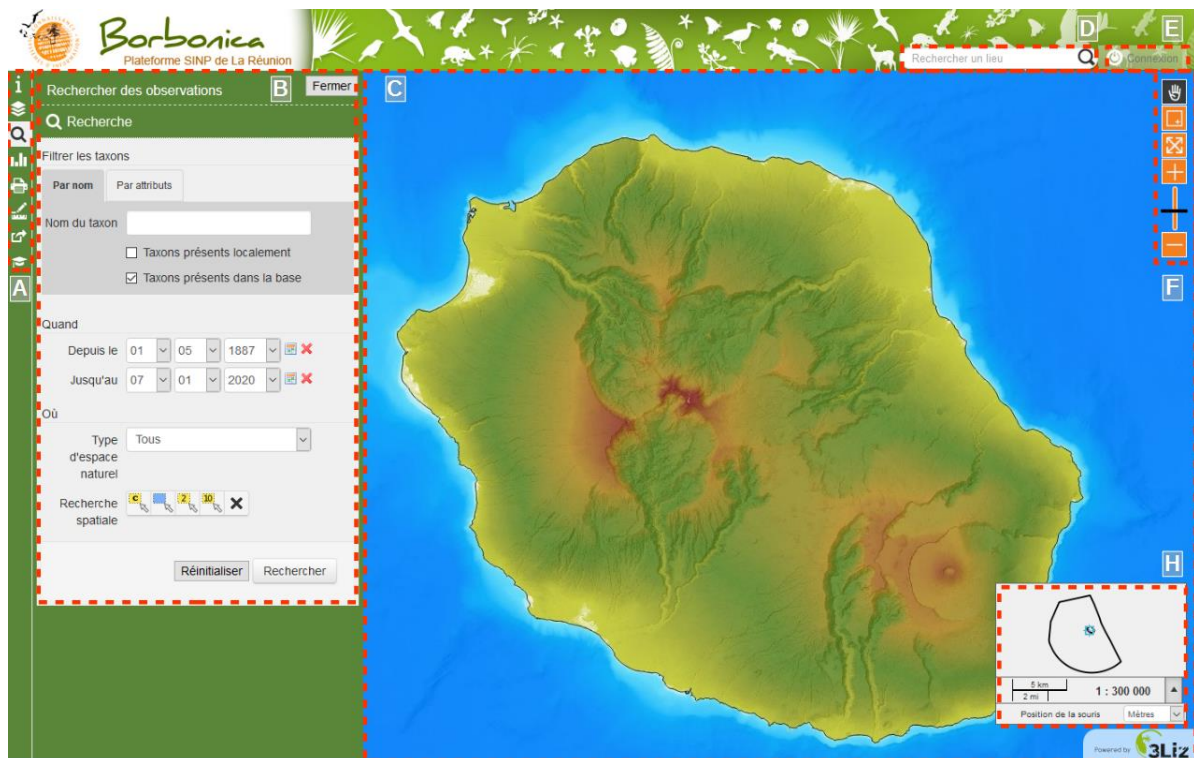 Borbonica
Plateforme SINP de La Réunion
D
E
Rechercher un lieu
Connexion
i
Rechercher des observations
B
Fermer
C
Recherche
Filtrer les taxons
Par nom
Par attributs
Nom du taxon
Taxons présents localement
Taxons présents dans la base
A
F
Quand
Depuis le 01 05 1887
Jusqu'au 07 01 2020
Où
Type d'espace naturel
Tous
Recherche spatiale
c 2 10
Réinitialiser
Rechercher
H
5 km
2 mi
1 : 300 000
Position de la souris
Mètres
Powered by 3Liz